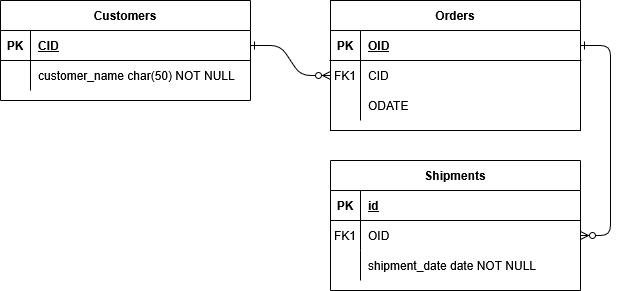 Customers
PK CID
customer_name char(50) NOT NULL
Orders
PK OID
FK1 CID
ODATE
Shipments
PK id
FK1 OID
shipment_date date NOT NULL